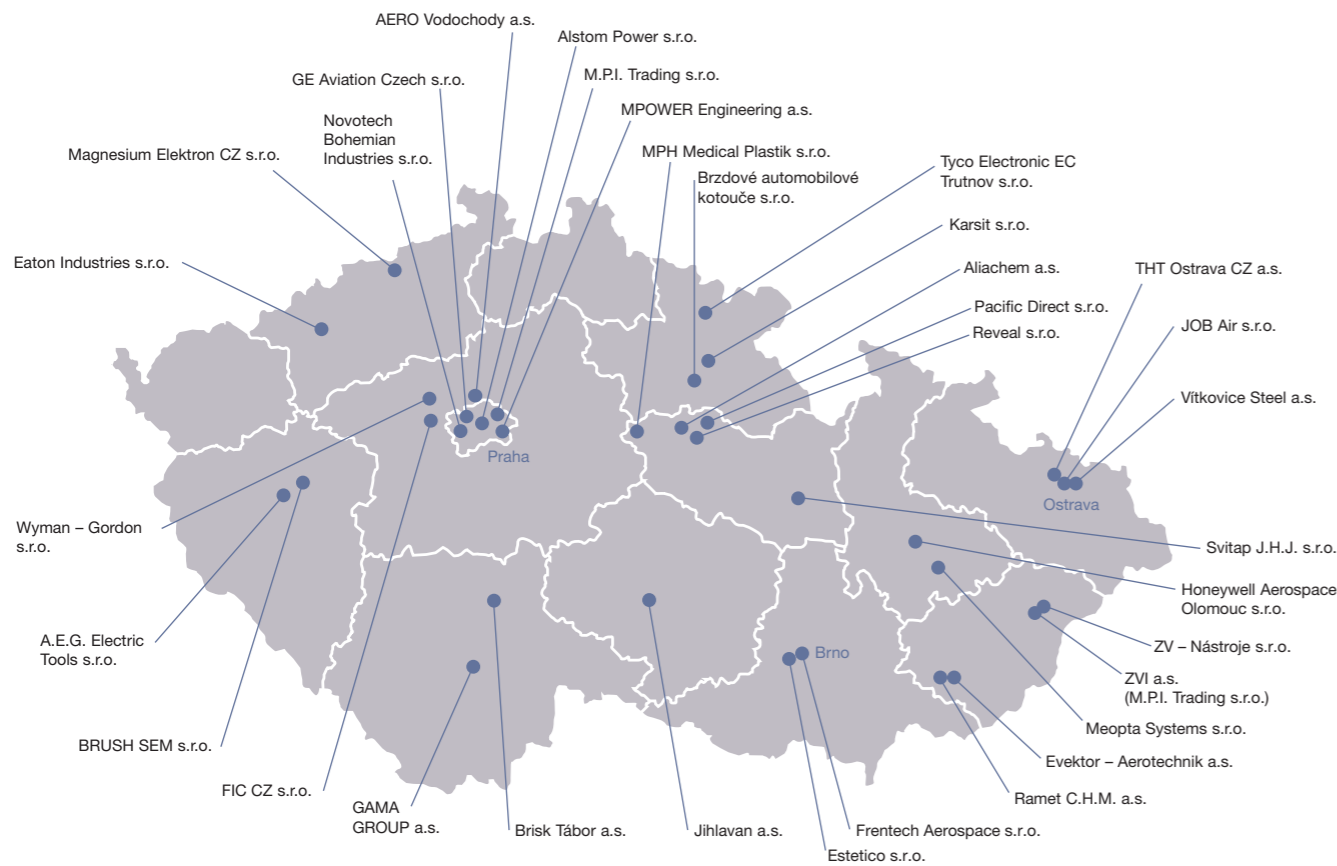 AERO Vodochody a.s.
Alstom Power s.r.o.
GE Aviation Czech s.r.o.
M.P.I. Trading s.r.o.
Novotech
Bohemian
Industries s.r.o.
MPOWER Engineering a.s.
Magnesium Elektron CZ s.r.o.
MPH Medical Plastik s.r.o.
Brzdové automobilové
kotouče s.r.o.
Tyco Electronic EC
Trutnov s.r.o.
Karsit s.r.o.
Eaton Industries s.r.o.
Aliachem a.s.
THT Ostrava CZ a.s.
Pacific Direct s.r.o.
JOB Air s.r.o.
Reveal s.r.o.
Vítkovice Steel a.s.
Praha
Ostrava
Wyman – Gordon
s.r.o.
Svitap J.H.J. s.r.o.
Honeywell Aerospace
Olomouc s.r.o.
A.E.G. Electric
Tools s.r.o.
ZV – Nástroje s.r.o.
Brno
ZVI a.s.
(M.P.I. Trading s.r.o.)
Meopta Systems s.r.o.
BRUSH SEM s.r.o.
Evektor – Aerotechnik a.s.
FIC CZ s.r.o.
Ramet C.H.M. a.s.
GAMA
GROUP a.s.
Brisk Tábor a.s.
Jihlavan a.s.
Frentech Aerospace s.r.o.
Estetico s.r.o.